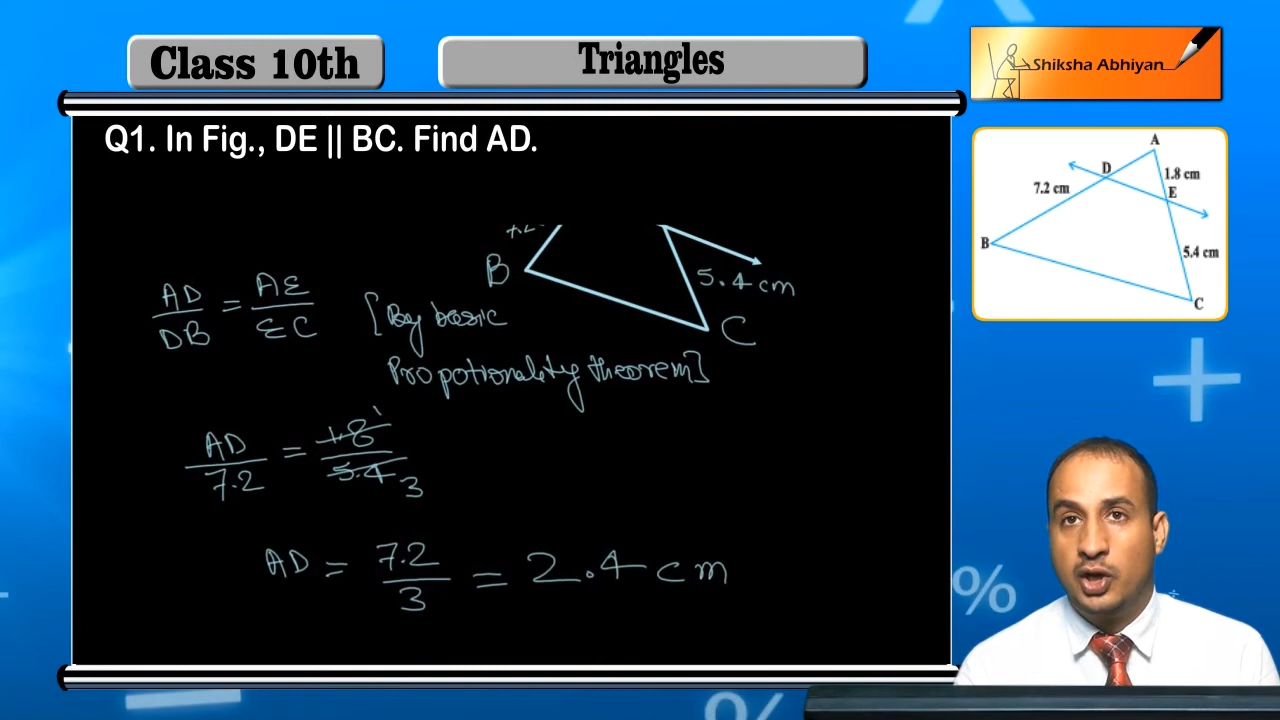 Class 10th
Triangles
Shiksha Abhiyan
Q1. In Fig., DE || BC. Find AD.
A
D
1.8 cm
7.2 cm
E
B
5.4 cm
C
B
5.4 cm
C
AD/DB = AE/EC [By basic
Propotionality theorem]
AD/7.2 = 1.8 1/5.4 3
AD = 7.2/3 = 2.4 cm
%
%